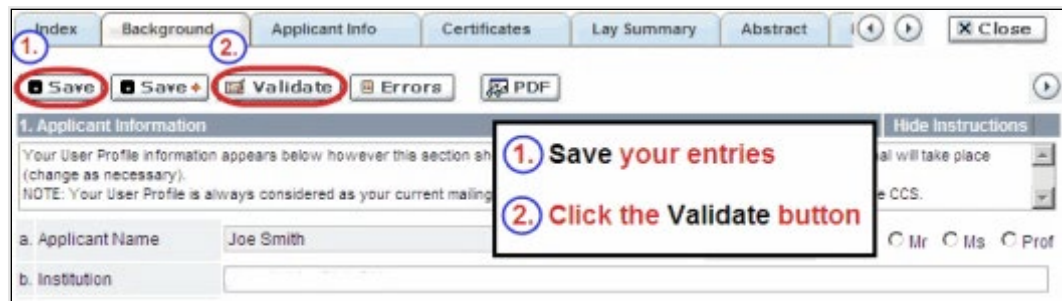 Index Background Applicant Info Certificates Lay Summary Abstract Close
1. 2.
Save Save+ Validate Errors PDF
1. Applicant Information Hide Instructions
Your User Profile information appears below however this section sh al will take place
(change as necessary).
NOTE: Your User Profile is always considered as your current mailing e CCS.
1. Save your entries
2. Click the Validate button
a. Applicant Name Joe Smith Mr Ms Prof
b. Institution